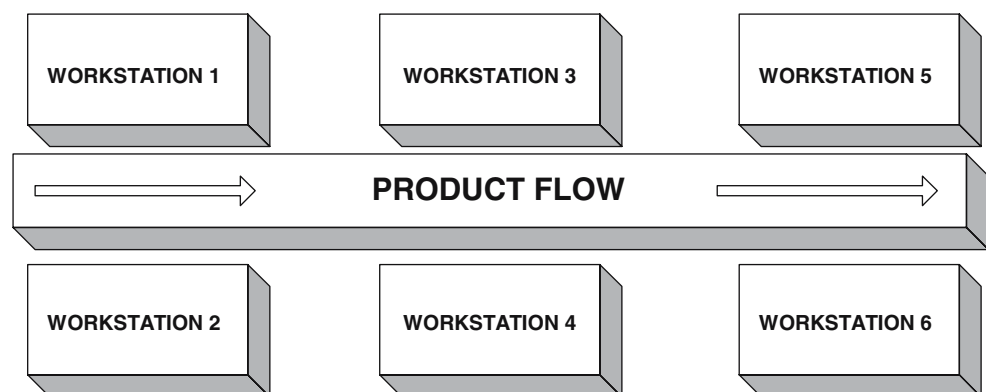 WORKSTATION 1
WORKSTATION 3
WORKSTATION 5
PRODUCT FLOW
WORKSTATION 2
WORKSTATION 4
WORKSTATION 6